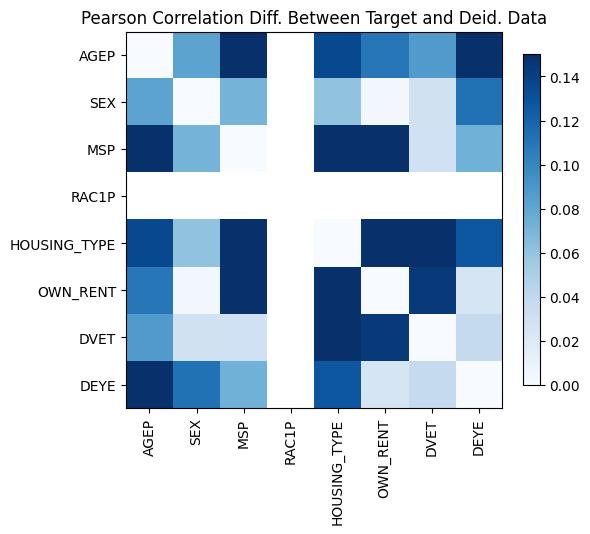 Pearson Correlation Diff. Between Target and Deid. Data
AGEP
SEX
MSP
RAC1P
HOUSING_TYPE
OWN_RENT
DVET
DEYE
0.14
0.12
0.10
0.08
0.06
0.04
0.02
0.00
AGEP
SEX
MSP
RAC1P
HOUSING_TYPE
OWN_RENT
DVET
DEYE